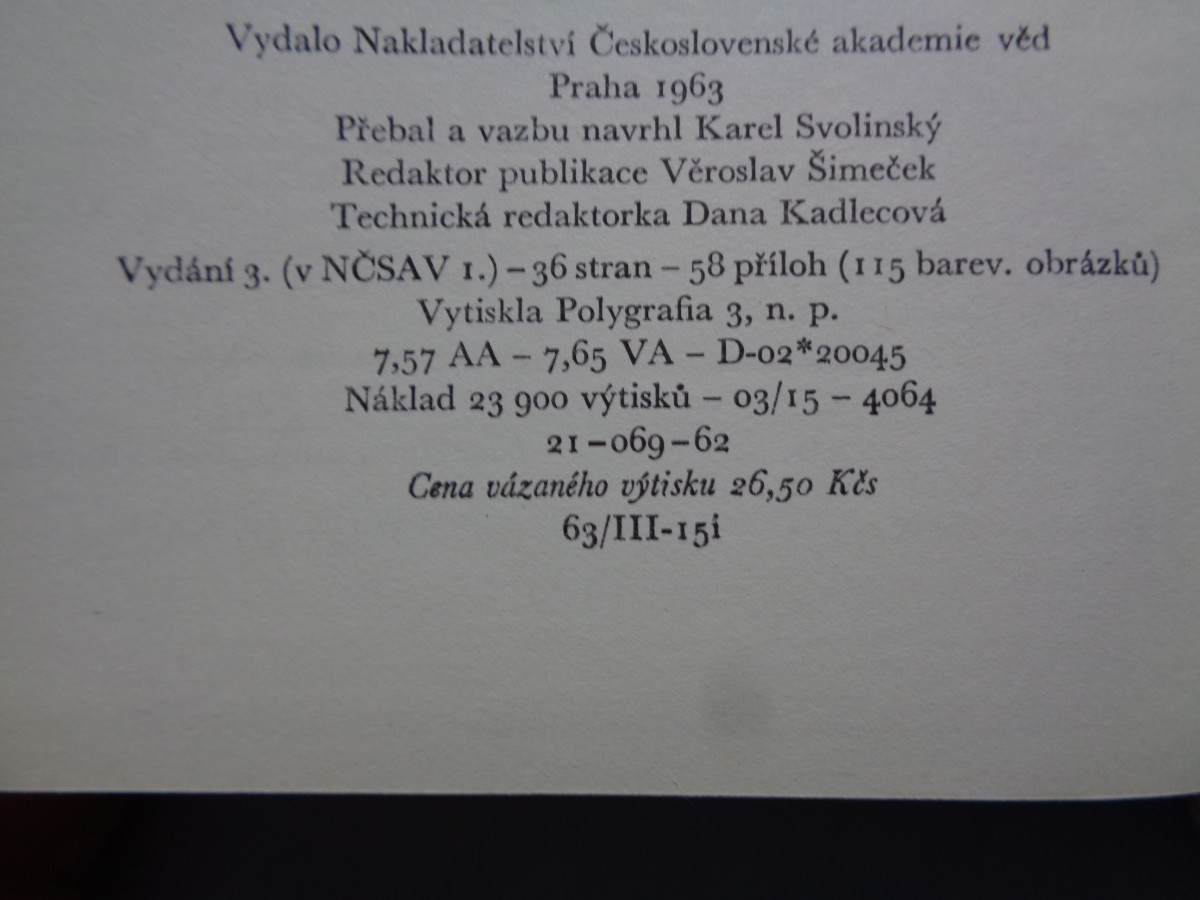 Vydalo Nakladatelství Československé akademie věd
Praha 1963
Přebal a vazbu navrhl Karel Svolinský
Redaktor publikace Věroslav Šimeček
Technická redaktorka Dana Kadlecová
Vydání 3. (v NČSAV 1.) – 36 stran – 58 příloh (115 barev. obrázků)
Vytiskla Polygrafia 3, n. p.
7,57 AA – 7,65 VA – D-02*20045
Náklad 23 900 výtisků – 03/15 – 4064
21–069–62
Cena vázaného výtisku 26,50 Kčs
63/III-15i